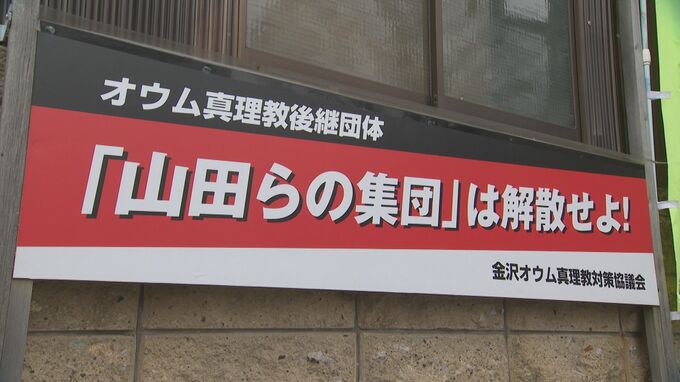 オウム真理教後継団体
「山田らの集団」は解散せよ!
金沢オウム真理教対策協議会